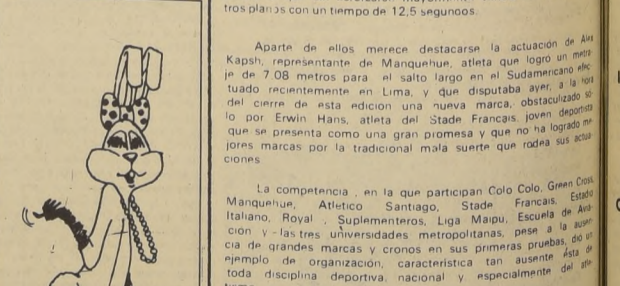 tros planos con un tiempo de 12,5 segundos.
Aparte de ellos merece destacarse la actuación de Alex
Kapsh, representante de Manquehue, atleta que logró un metra-
je de 7 08 metros para el salto largo en el Sudamericano efec-
tuado recientemente en Lima, y que disputaba ayer, a la hora
del cierre de esta edición una nueva marca, obstaculizado só-
lo por Erwin Hans, atleta del Stade Francais, joven deportista
que se presenta como una gran promesa y que no ha logrado me-
jores marcas por la tradicional mala suerte que rodea sus actua-
ciones
La competencia , en la que participan Colo Colo, Green Cross,
Manquehue, Atletico Santiago, Stade Francais, Estadio
Italiano, Royal , Suplementeros, Liga Maipú, Escuela de Avia-
ción y -las tres universidades metropolitanas, pese a la ausen-
cia de grandes marcas y cronos en sus primeras pruebas, dió un
ejemplo de organización, característica tan ausente ésta de
toda disciplina deportiva nacional y especialmente del atle-